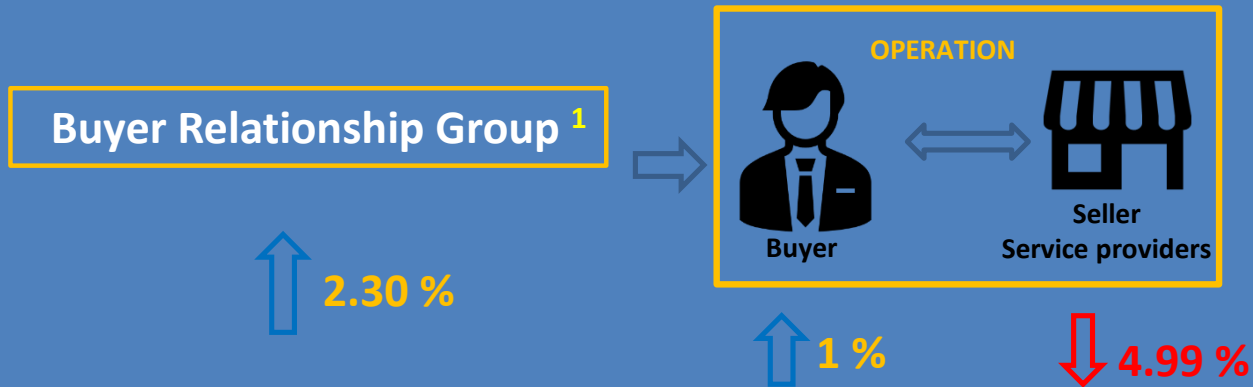 OPERATION
Buyer Relationship Group 1
Buyer
Seller
Service providers
2.30 %
1 %
4.99 %